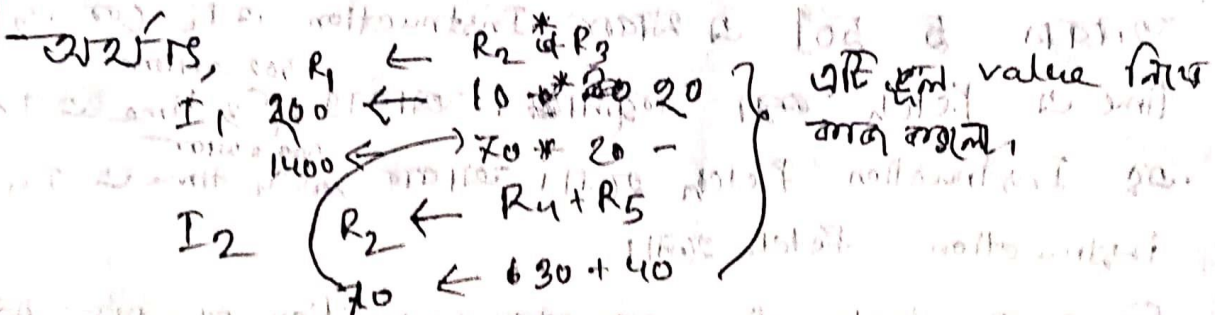 অর্থাৎ, R1 ← R2 * R3
I1 200 ← 10 * 20 } এটি ভুল value নিয়ে
1400 ← 70 * 20 - কাজ করলো।
I2 R2 ← R4 + R5
70 ← 30 + 40